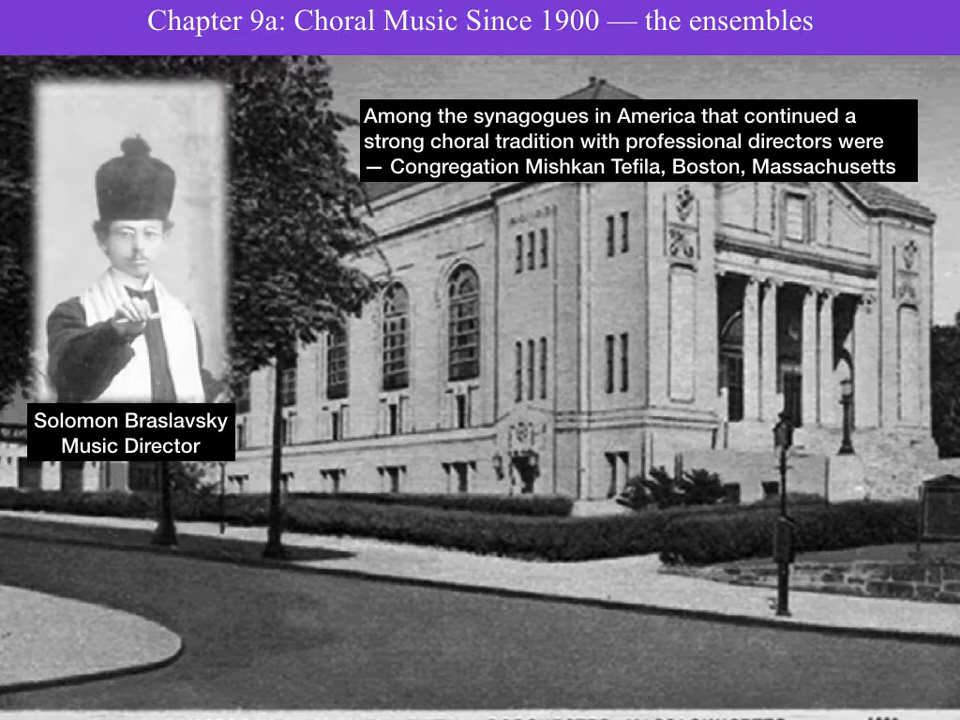 Chapter 9a: Choral Music Since 1900 — the ensembles
Among the synagogues in America that continued a
strong choral tradition with professional directors were
— Congregation Mishkan Tefila, Boston, Massachusetts
Solomon Braslavsky
Music Director